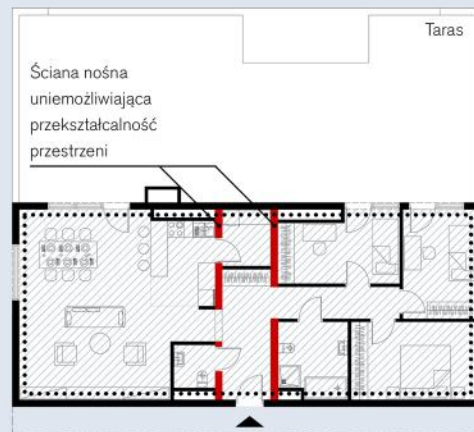 Taras
Ściana nośna
uniemożliwiająca
przekształcalność
przestrzeni